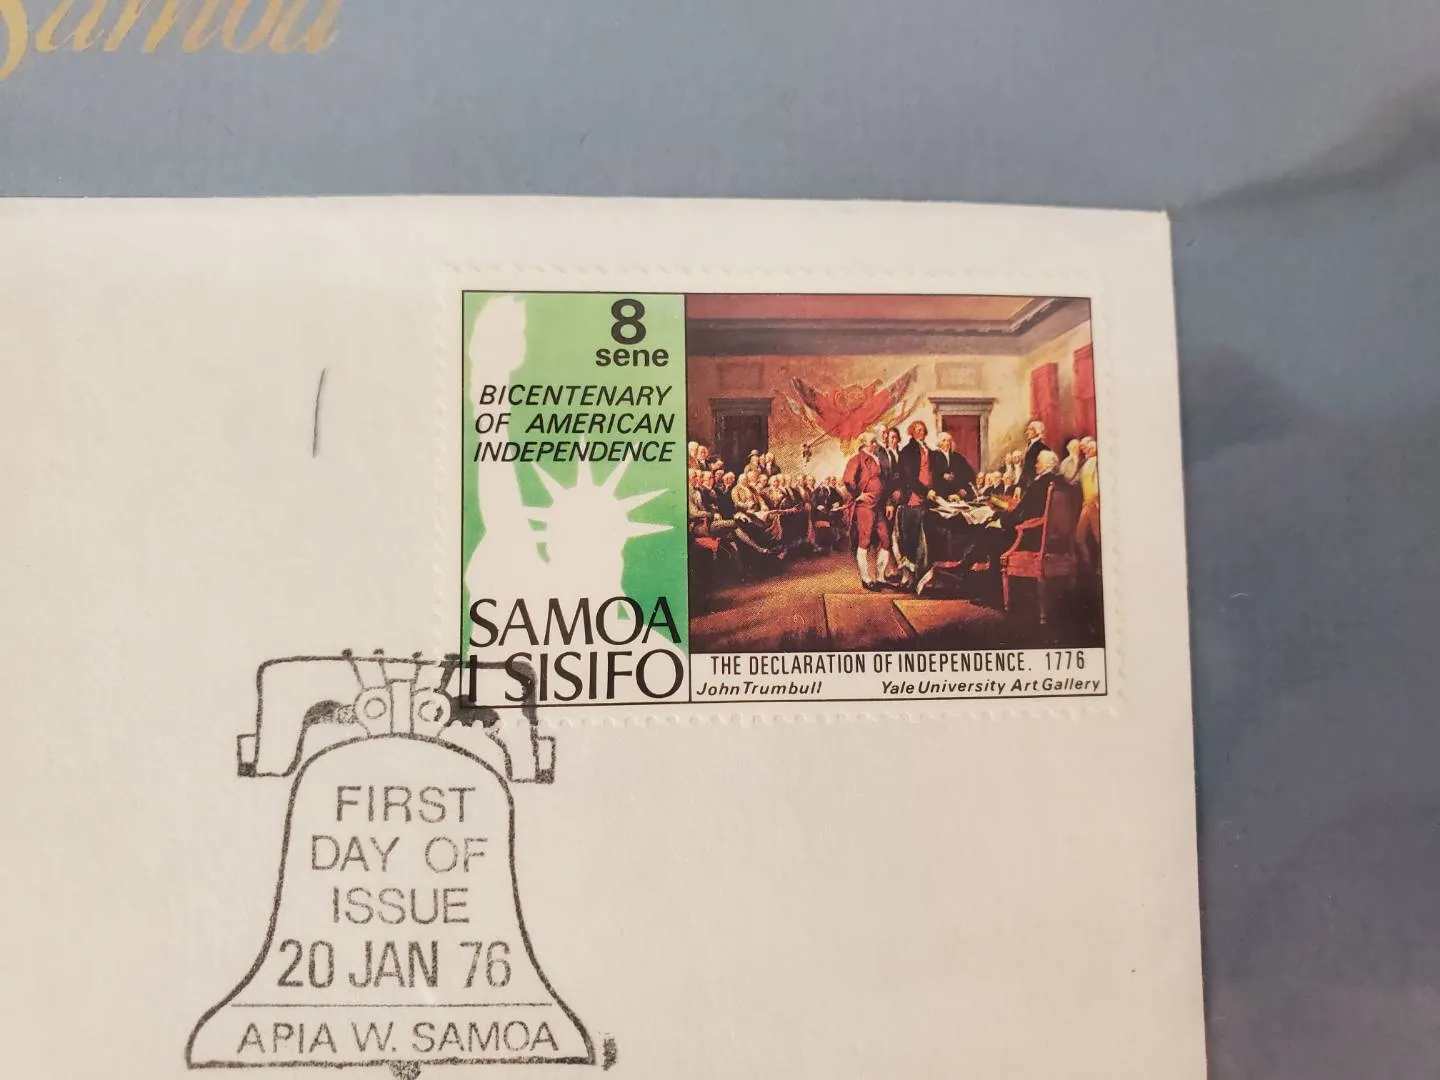 Samoa
8
sene
BICENTENARY
OF AMERICAN
INDEPENDENCE
SAMOA
I SISIFO
THE DECLARATION OF INDEPENDENCE. 1776
John Trumbull Yale University Art Gallery
FIRST
DAY OF
ISSUE
20 JAN 76
APIA W. SAMOA